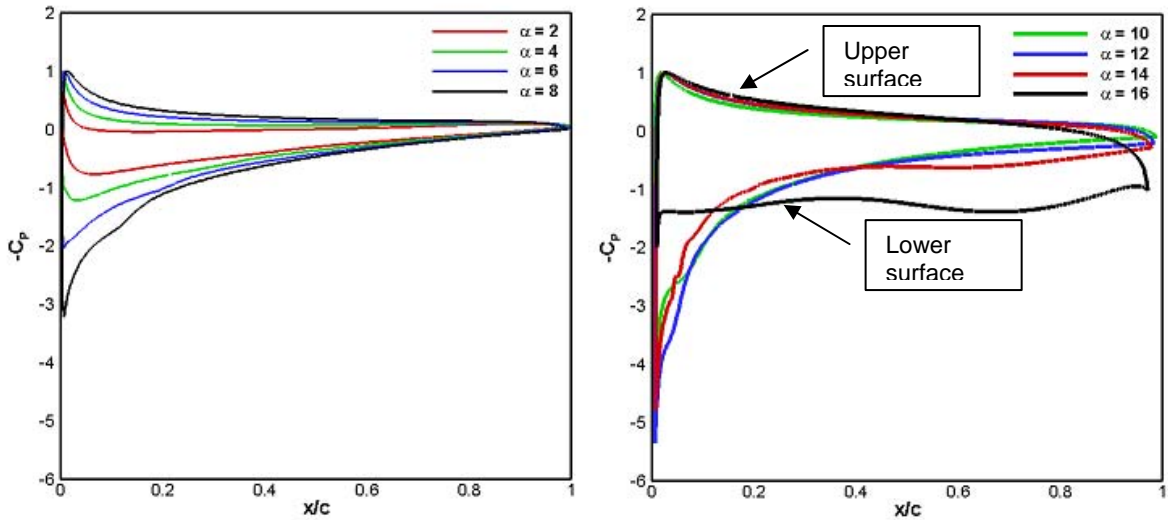 2
1
0
-1
-2
-3
-4
-5
-6
-Cₚ
0
0.2
0.4
0.6
0.8
1
x/c
α = 2
α = 4
α = 6
α = 8
2
1
0
-1
-2
-3
-4
-5
-6
-Cₚ
0
0.2
0.4
0.6
0.8
1
x/c
Upper
surface
α = 10
α = 12
α = 14
α = 16
Lower
surface